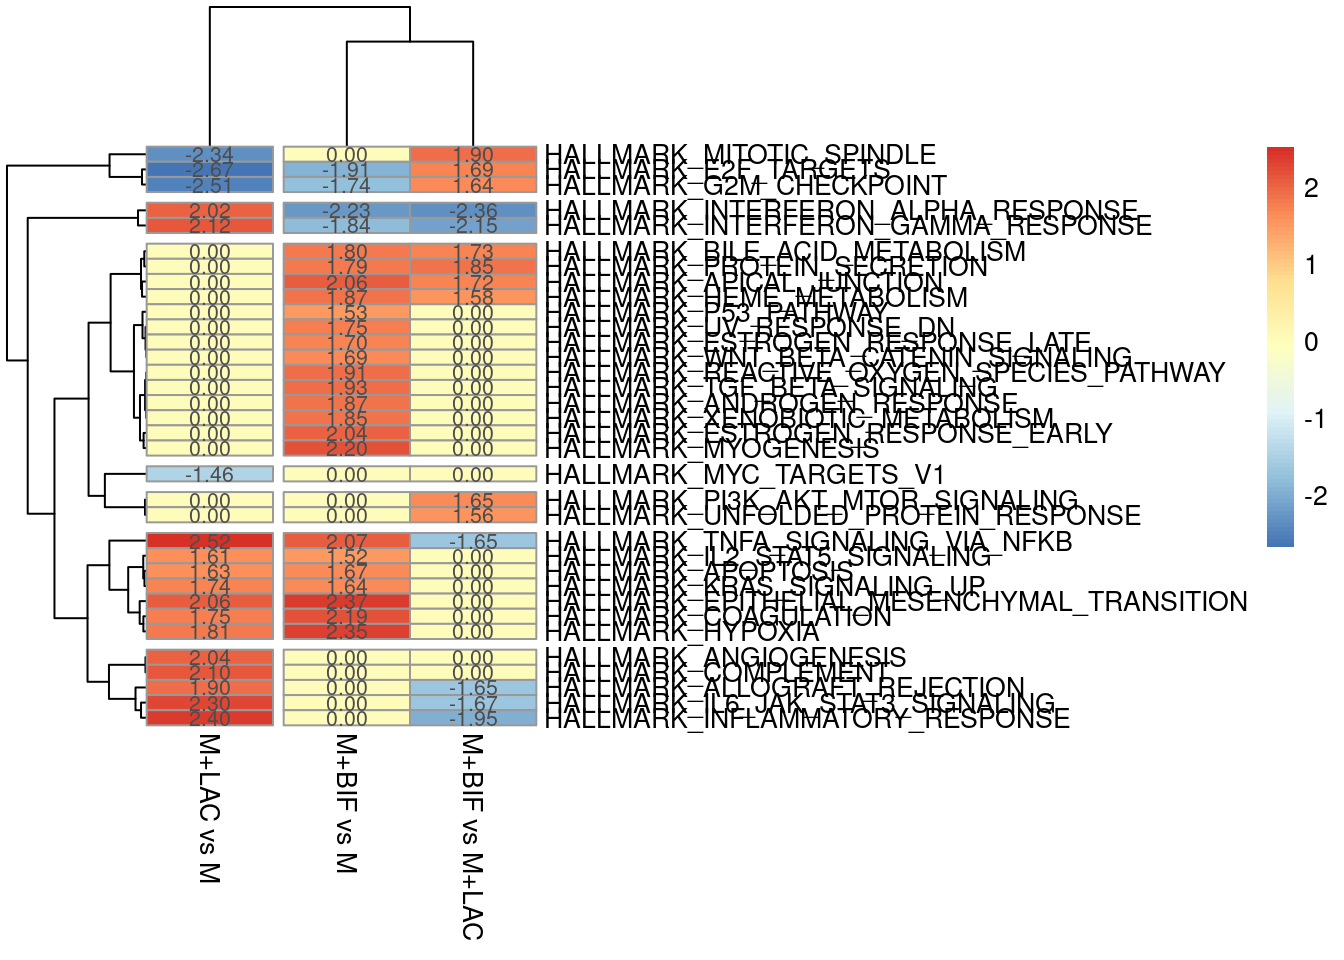 -2.34 0.00 1.90 HALLMARK_MITOTIC_SPINDLE
-2.67 -1.91 1.69 HALLMARK_E2F_TARGETS
-2.51 -1.74 1.64 HALLMARK_G2M_CHECKPOINT
2.02 -2.23 -2.36 HALLMARK_INTERFERON_ALPHA_RESPONSE
2.12 -1.84 -2.15 HALLMARK_INTERFERON_GAMMA_RESPONSE
0.00 1.80 1.73 HALLMARK_BILE_ACID_METABOLISM
0.00 1.79 1.85 HALLMARK_PROTEIN_SECRETION
0.00 2.06 1.72 HALLMARK_APICAL_JUNCTION
0.00 1.87 1.58 HALLMARK_HEME_METABOLISM
0.00 1.53 0.00 HALLMARK_P53_PATHWAY
0.00 1.75 0.00 HALLMARK_UV_RESPONSE_DN
0.00 1.70 0.00 HALLMARK_ESTROGEN_RESPONSE_LATE
0.00 1.69 0.00 HALLMARK_WNT_BETA_CATENIN_SIGNALING
0.00 1.91 0.00 HALLMARK_REACTIVE_OXYGEN_SPECIES_PATHWAY
0.00 1.93 0.00 HALLMARK_TGF_BETA_SIGNALING
0.00 1.87 0.00 HALLMARK_ANDROGEN_RESPONSE
0.00 1.85 0.00 HALLMARK_XENOBIOTIC_METABOLISM
0.00 2.04 0.00 HALLMARK_ESTROGEN_RESPONSE_EARLY
0.00 2.20 0.00 HALLMARK_MYOGENESIS
-1.46 0.00 0.00 HALLMARK_MYC_TARGETS_V1
0.00 0.00 1.65 HALLMARK_PI3K_AKT_MTOR_SIGNALING
0.00 0.00 1.56 HALLMARK_UNFOLDED_PROTEIN_RESPONSE
2.52 2.07 -1.65 HALLMARK_TNFA_SIGNALING_VIA_NFKB
1.61 1.52 0.00 HALLMARK_IL2_STAT5_SIGNALING
1.63 1.67 0.00 HALLMARK_APOPTOSIS
1.74 1.64 0.00 HALLMARK_KRAS_SIGNALING_UP
2.06 2.37 0.00 HALLMARK_EPITHELIAL_MESENCHYMAL_TRANSITION
1.75 2.19 0.00 HALLMARK_COAGULATION
1.81 2.35 0.00 HALLMARK_HYPOXIA
2.04 0.00 0.00 HALLMARK_ANGIOGENESIS
2.10 0.00 0.00 HALLMARK_COMPLEMENT
1.90 0.00 -1.65 HALLMARK_ALLOGRAFT_REJECTION
2.30 0.00 -1.67 HALLMARK_IL6_JAK_STAT3_SIGNALING
2.40 0.00 -1.95 HALLMARK_INFLAMMATORY_RESPONSE
M+LAC vs M
M+BIF vs M
M+BIF vs M+LAC
2
1
0
-1
-2